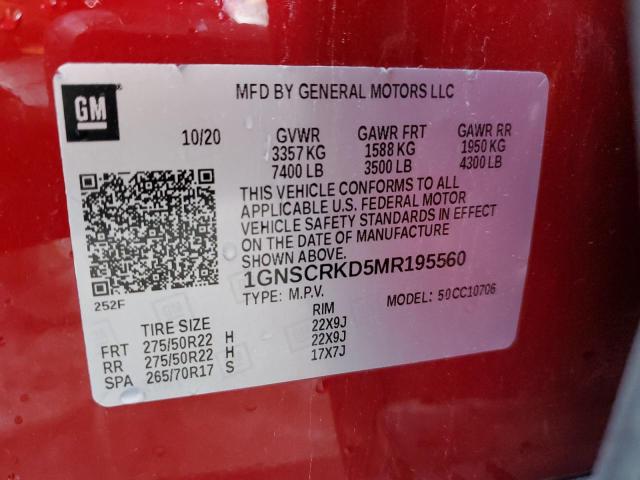 GM
MFD BY GENERAL MOTORS LLC
10/20 GVWR GAWR FRT GAWR RR
3357 KG 1588 KG 1950 KG
7400 LB 3500 LB 4300 LB
THIS VEHICLE CONFORMS TO ALL
APPLICABLE U.S. FEDERAL MOTOR
VEHICLE SAFETY STANDARDS IN EFFECT
ON THE DATE OF MANUFACTURE
SHOWN ABOVE.
1GNSCRKD5MR195560
TYPE: M.P.V. MODEL: 50CC10706
252F
TIRE SIZE RIM
FRT 275/50R22 H 22X9J
RR 275/50R22 H 22X9J
SPA 265/70R17 S 17X7J